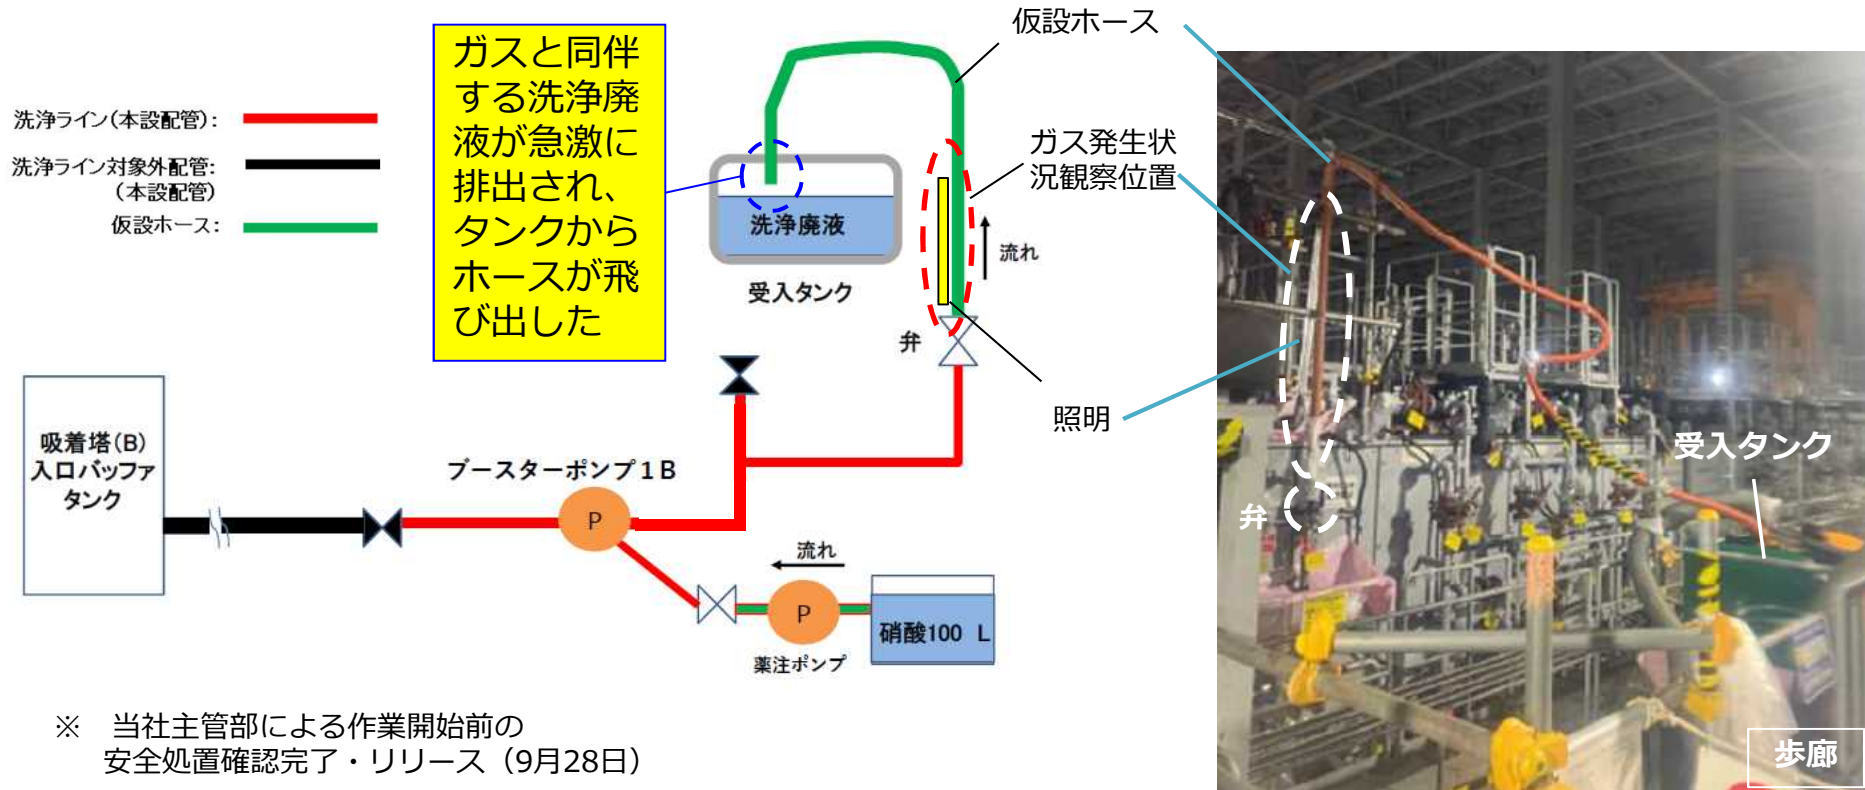 ガスと同伴
する洗浄廃
液が急激に
排出され、
タンクから
ホースが飛
び出した
仮設ホース
洗浄ライン(本設配管):
洗浄ライン対象外配管:
(本設配管)
仮設ホース:
ガス発生状
況観察位置
洗浄廃液
流れ
受入タンク
弁
照明
吸着塔(B)
入口バッファ
タンク
ブースターポンプ1B
P
流れ
P
硝酸100 L
薬注ポンプ
受入タンク
弁
歩廊
※ 当社主管部による作業開始前の
安全処置確認完了・リリース（9月28日）